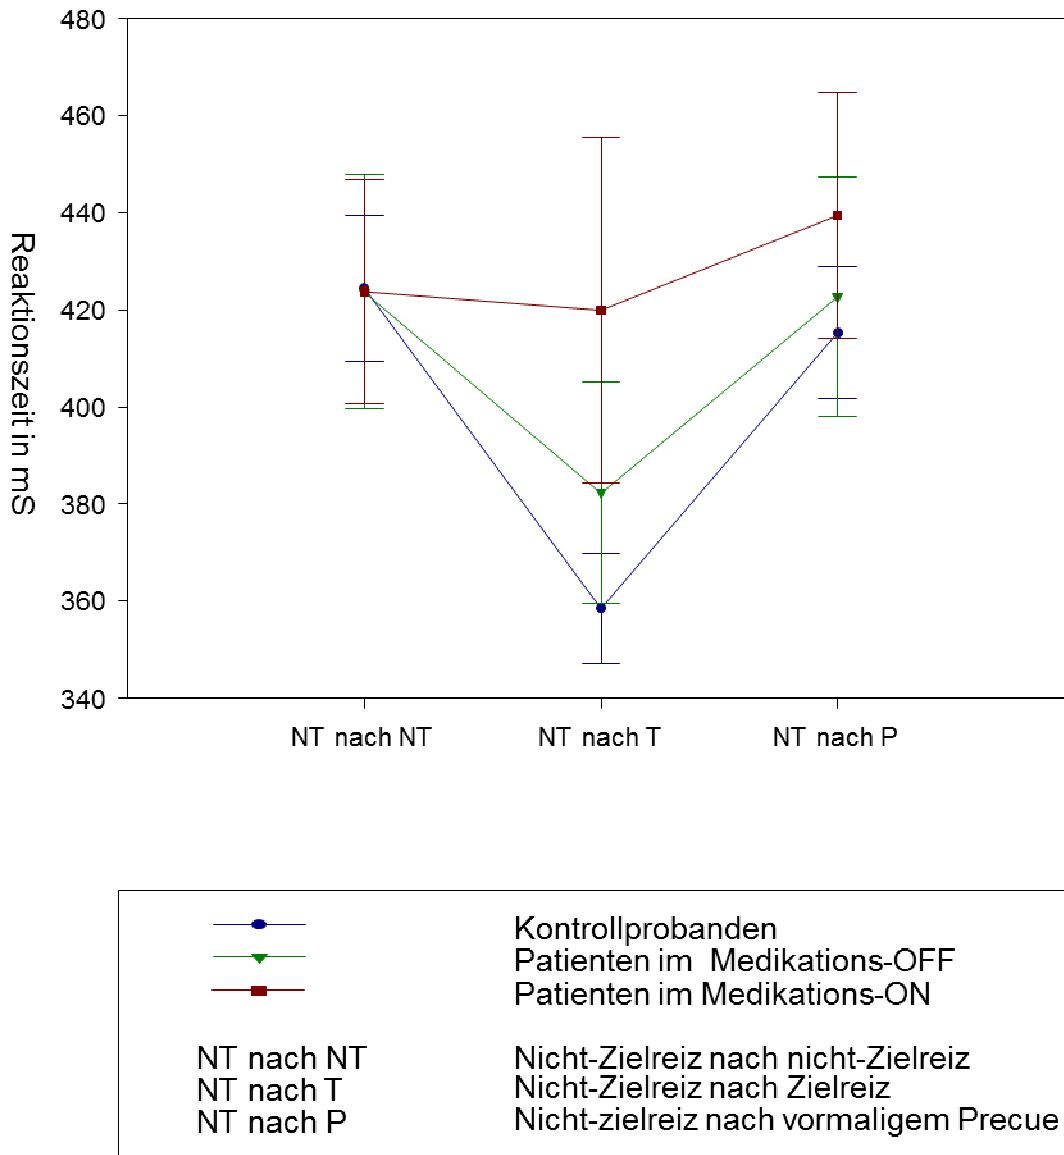 480
460
440
420
400
380
360
340
Reaktionszeit in mS
NT nach NT
NT nach T
NT nach P
Kontrollprobanden
Patienten im Medikations-OFF
Patienten im Medikations-ON
NT nach NT Nicht-Zielreiz nach nicht-Zielreiz
NT nach T Nicht-Zielreiz nach Zielreiz
NT nach P Nicht-zielreiz nach vormaligem Precue